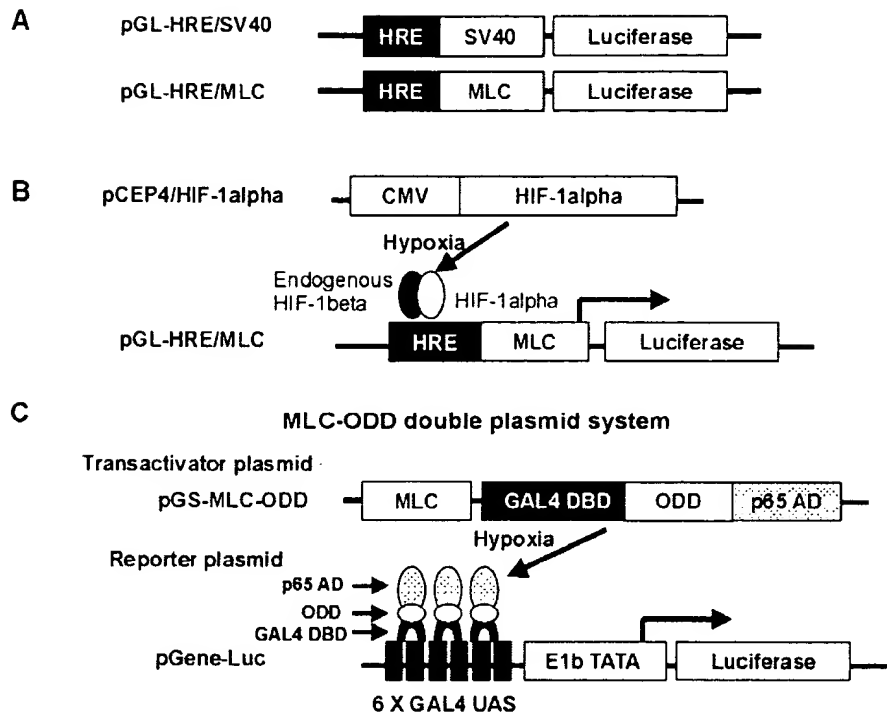 A
pGL-HRE/SV40
HRE SV40 Luciferase
pGL-HRE/MLC
HRE MLC Luciferase
B
pCEP4/HIF-1alpha
CMV HIF-1alpha
Hypoxia
Endogenous
HIF-1beta
HIF-1alpha
pGL-HRE/MLC
HRE MLC Luciferase
C
MLC-ODD double plasmid system
Transactivator plasmid
pGS-MLC-ODD
MLC GAL4 DBD ODD p65 AD
Hypoxia
Reporter plasmid
p65 AD
ODD
GAL4 DBD
pGene-Luc
E1b TATA Luciferase
6 X GAL4 UAS